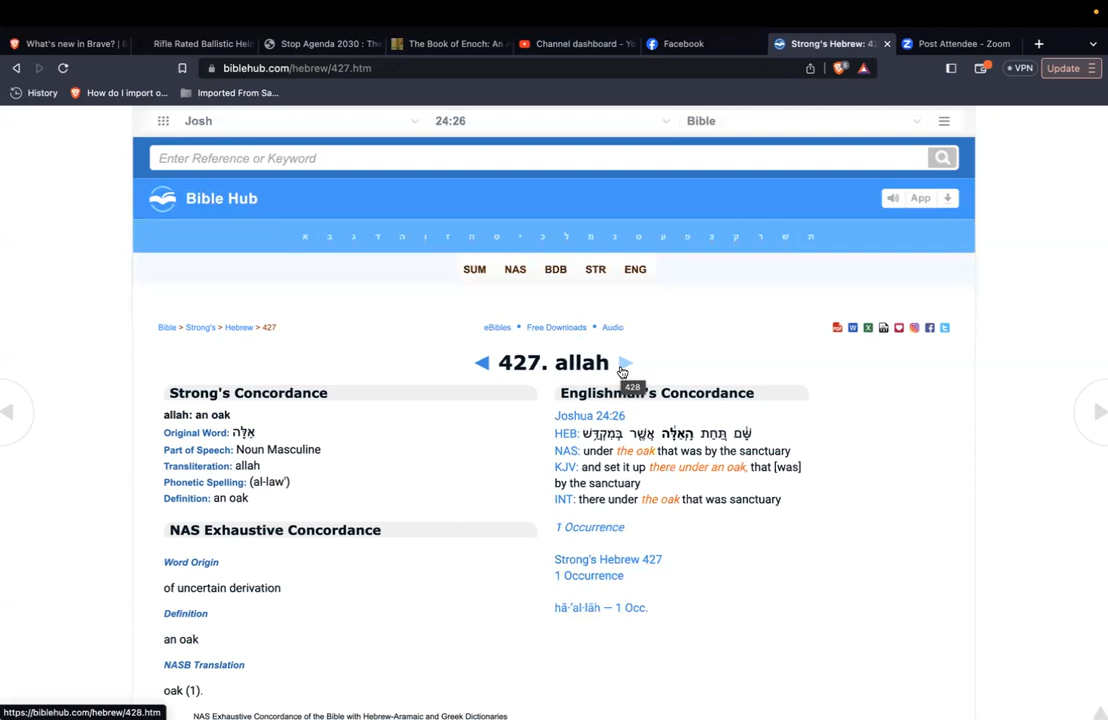 What's new in Brave? | B
Rifle Rated Ballistic Hel
Stop Agenda 2030 : The
The Book of Enoch: An A
Channel dashboard - Yo
Facebook
Strong's Hebrew: 42
Post Attendee - Zoom
biblehub.com/hebrew/427.htm
5
VPN
Update
History
How do I import o...
Imported From Sa...
Josh
24:26
Bible
Enter Reference or Keyword
Bible Hub
App
א ב ג ד ה ו ז ח ט י כ ל מ נ ס ע פ צ ק ר ש ת
SUM NAS BDB STR ENG
Bible > Strong's > Hebrew > 427
eBibles • Free Downloads • Audio
427. allah
428
Strong's Concordance
allah: an oak
Original Word: אַלָּה
Part of Speech: Noun Masculine
Transliteration: allah
Phonetic Spelling: (al-law')
Definition: an oak
NAS Exhaustive Concordance
Word Origin
of uncertain derivation
Definition
an oak
NASB Translation
oak (1).
NAS Exhaustive Concordance of the Bible with Hebrew-Aramaic and Greek Dictionaries
Englishman's Concordance
Joshua 24:26
HEB: שָּׁ֔ם תַּ֚חַת הָֽאַלָּ֔ה אֲשֶׁ֖ר בְּמִקְדַּ֥שׁ
NAS: under the oak that was by the sanctuary
KJV: and set it up there under an oak, that [was]
by the sanctuary
INT: there under the oak that was sanctuary
1 Occurrence
Strong's Hebrew 427
1 Occurrence
hā·’al·lāh — 1 Occ.
https://biblehub.com/hebrew/428.htm